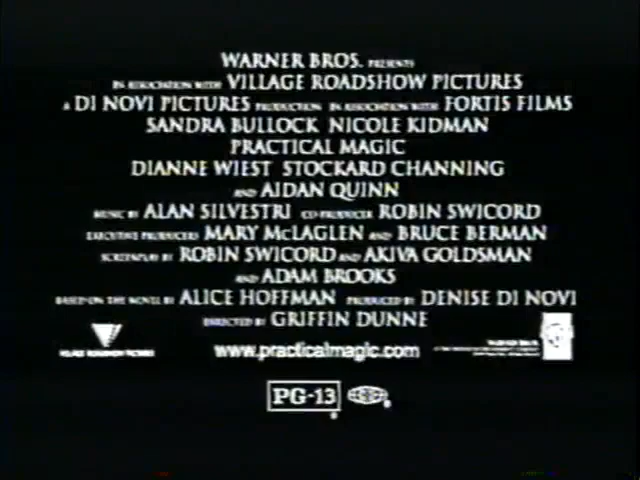 WARNER BROS. PRESENTS
IN ASSOCIATION WITH VILLAGE ROADSHOW PICTURES
A DI NOVI PICTURES PRODUCTION IN ASSOCIATION WITH FORTIS FILMS
SANDRA BULLOCK NICOLE KIDMAN
PRACTICAL MAGIC
DIANNE WIEST STOCKARD CHANNING
AND AIDAN QUINN
MUSIC BY ALAN SILVESTRI CO-PRODUCER ROBIN SWICORD
EXECUTIVE PRODUCERS MARY McLAGLEN AND BRUCE BERMAN
SCREENPLAY BY ROBIN SWICORD AND AKIVA GOLDSMAN
AND ADAM BROOKS
BASED ON THE NOVEL BY ALICE HOFFMAN PRODUCED BY DENISE DI NOVI
DIRECTED BY GRIFFIN DUNNE
VILLAGE ROADSHOW PICTURES
www.practicalmagic.com
PG-13